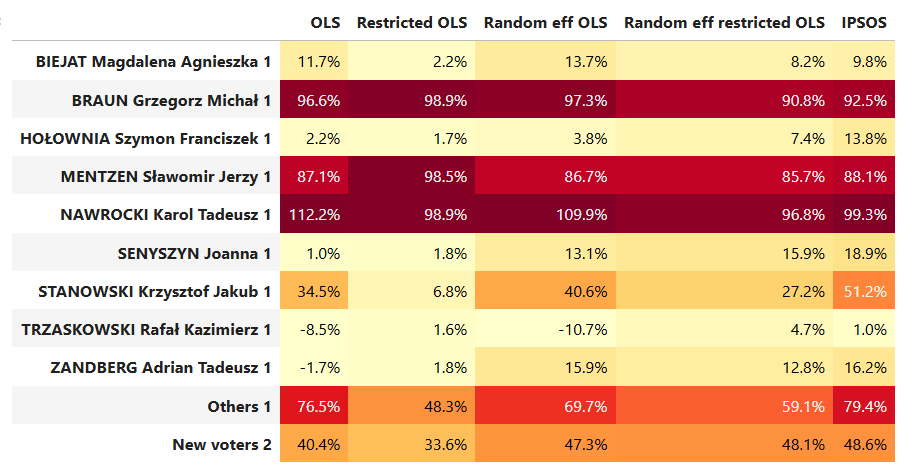 OLS Restricted OLS Random eff OLS Random eff restricted OLS IPSOS
BIEJAT Magdalena Agnieszka 1 11.7% 2.2% 13.7% 8.2% 9.8%
BRAUN Grzegorz Michał 1 96.6% 98.9% 97.3% 90.8% 92.5%
HOŁOWNIA Szymon Franciszek 1 2.2% 1.7% 3.8% 7.4% 13.8%
MENTZEN Sławomir Jerzy 1 87.1% 98.5% 86.7% 85.7% 88.1%
NAWROCKI Karol Tadeusz 1 112.2% 98.9% 109.9% 96.8% 99.3%
SENYSZYN Joanna 1 1.0% 1.8% 13.1% 15.9% 18.9%
STANOWSKI Krzysztof Jakub 1 34.5% 6.8% 40.6% 27.2% 51.2%
TRZASKOWSKI Rafał Kazimierz 1 -8.5% 1.6% -10.7% 4.7% 1.0%
ZANDBERG Adrian Tadeusz 1 -1.7% 1.8% 15.9% 12.8% 16.2%
Others 1 76.5% 48.3% 69.7% 59.1% 79.4%
New voters 2 40.4% 33.6% 47.3% 48.1% 48.6%